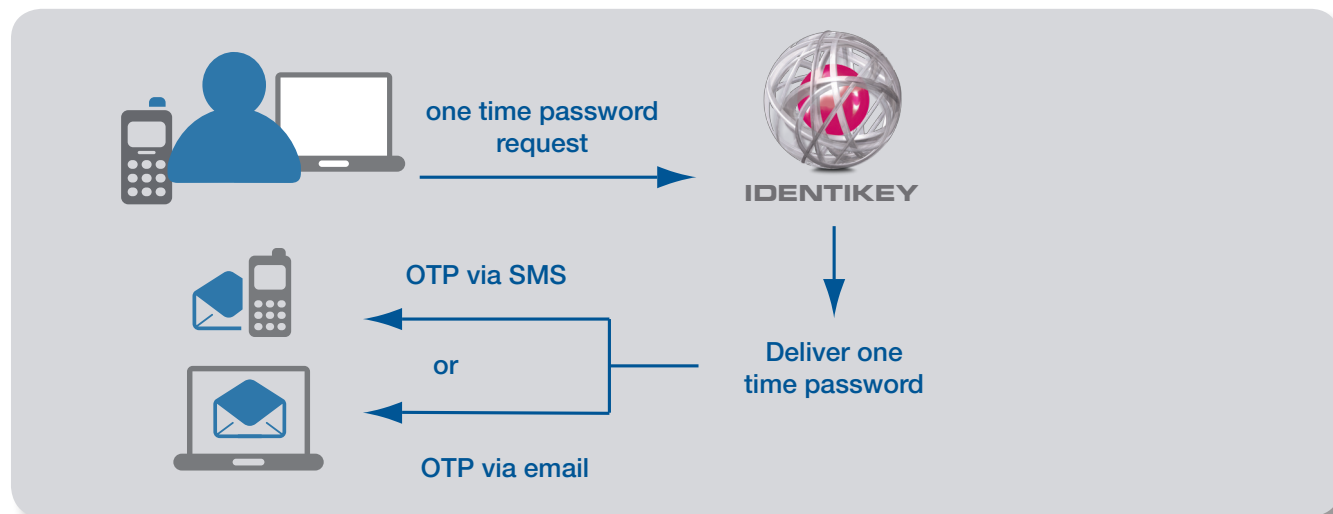 one time password
request
IDENTIKEY
OTP via SMS
or
Deliver one
time password
OTP via email